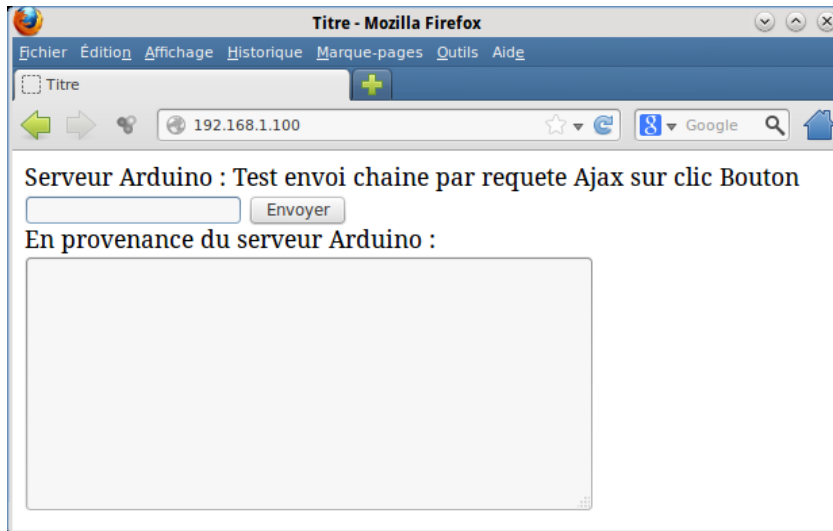 Titre - Mozilla Firefox
Fichier Édition Affichage Historique Marque-pages Outils Aide
Titre
192.168.1.100 8 Google
Serveur Arduino : Test envoi chaine par requete Ajax sur clic Bouton
Envoyer
En provenance du serveur Arduino :